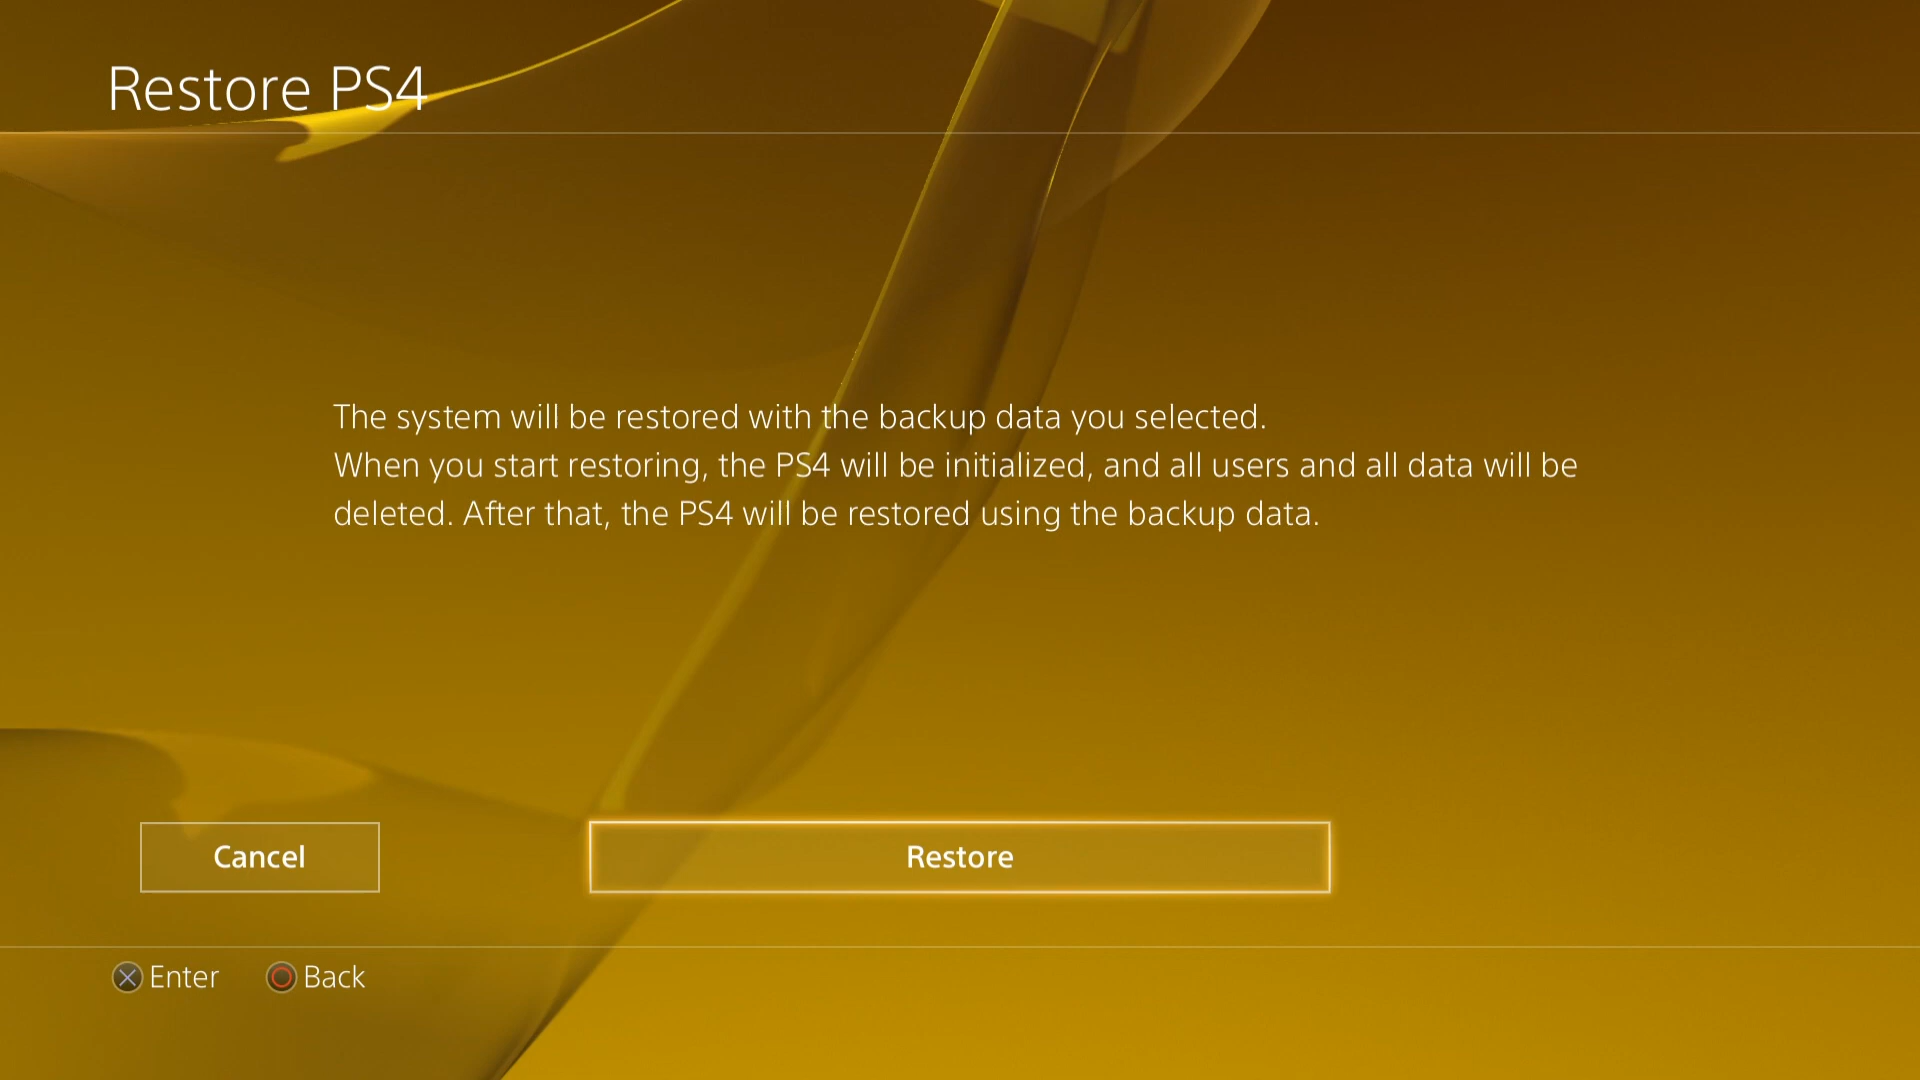 Restore PS4
The system will be restored with the backup data you selected.
When you start restoring, the PS4 will be initialized, and all users and all data will be
deleted. After that, the PS4 will be restored using the backup data.
Cancel
Restore
Enter
Back